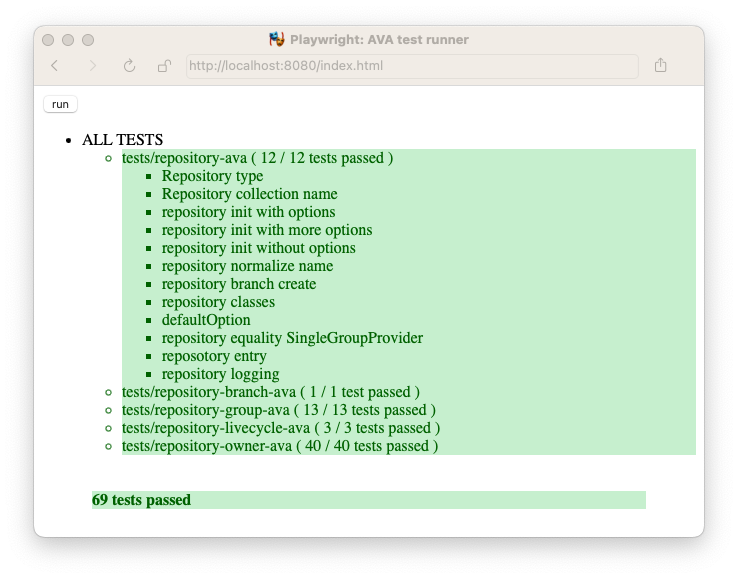 Playwright: AVA test runner
http://localhost:8080/index.html
run
ALL TESTS
tests/repository-ava ( 12 / 12 tests passed )
Repository type
Repository collection name
repository init with options
repository init with more options
repository init without options
repository normalize name
repository branch create
repository classes
defaultOption
repository equality SingleGroupProvider
reposotory entry
repository logging
tests/repository-branch-ava ( 1 / 1 test passed )
tests/repository-group-ava ( 13 / 13 tests passed )
tests/repository-livecycle-ava ( 3 / 3 tests passed )
tests/repository-owner-ava ( 40 / 40 tests passed )
69 tests passed